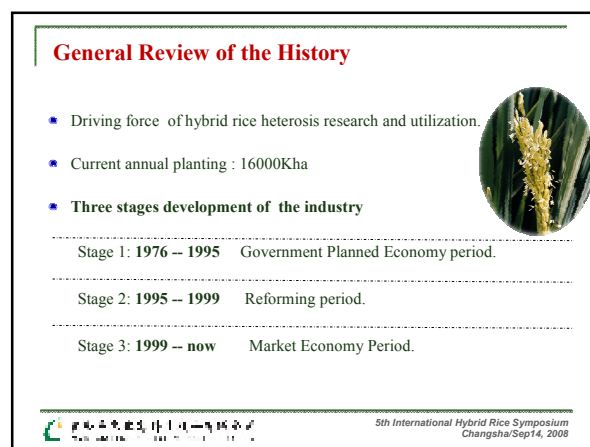 General Review of the History
Driving force of hybrid rice heterosis research and utilization.
Current annual planting : 16000Kha
Three stages development of the industry
Stage 1: 1976 -- 1995 Government Planned Economy period.
Stage 2: 1995 -- 1999 Reforming period.
Stage 3: 1999 -- now Market Economy Period.
5th International Hybrid Rice Symposium
Changsha/Sep14, 2008